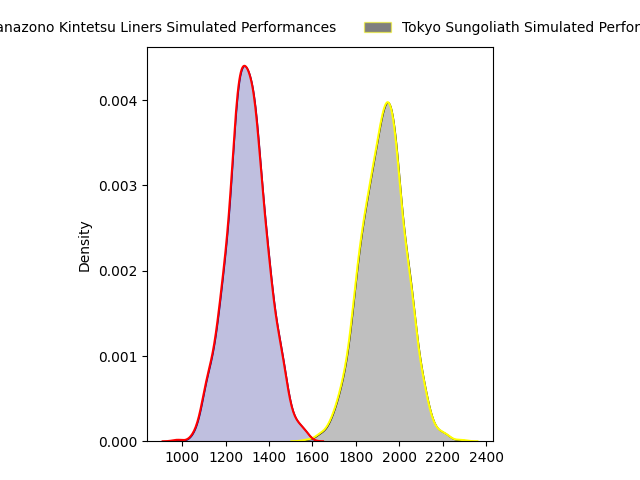 anazono Kintetsu Liners Simulated Performances
Tokyo Sungoliath Simulated Perfor
0.004
0.003
0.002
0.001
0.000
Density
1000 1200 1400 1600 1800 2000 2200 2400